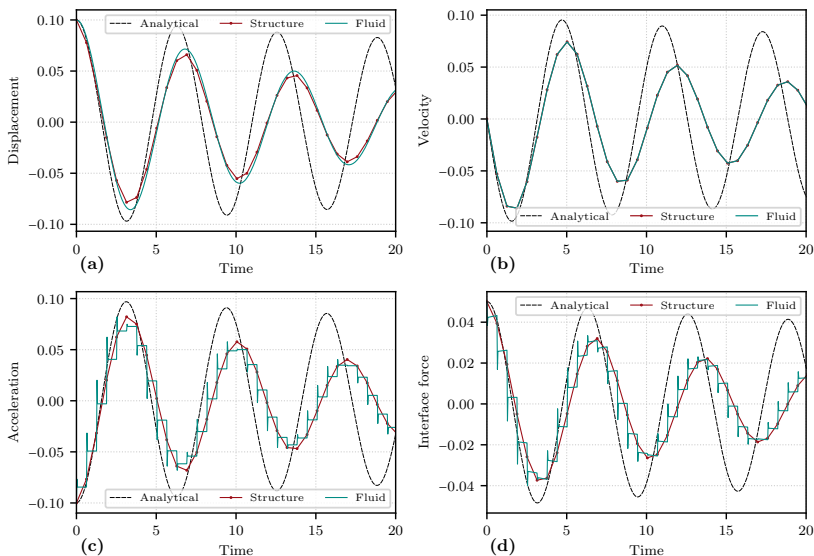 Analytical Structure Fluid
0.10
0.05
0.00
−0.05
−0.10
Displacement
0 5 10 15 20
(a) Time
0.10
0.05
0.00
−0.05
−0.10
Velocity
Analytical Structure Fluid
0 5 10 15 20
(b) Time
0.10
0.05
0.00
−0.05
−0.10
Acceleration
Analytical Structure Fluid
0 5 10 15 20
(c) Time
Analytical Structure Fluid
0.04
0.02
0.00
−0.02
−0.04
Interface force
0 5 10 15 20
(d) Time